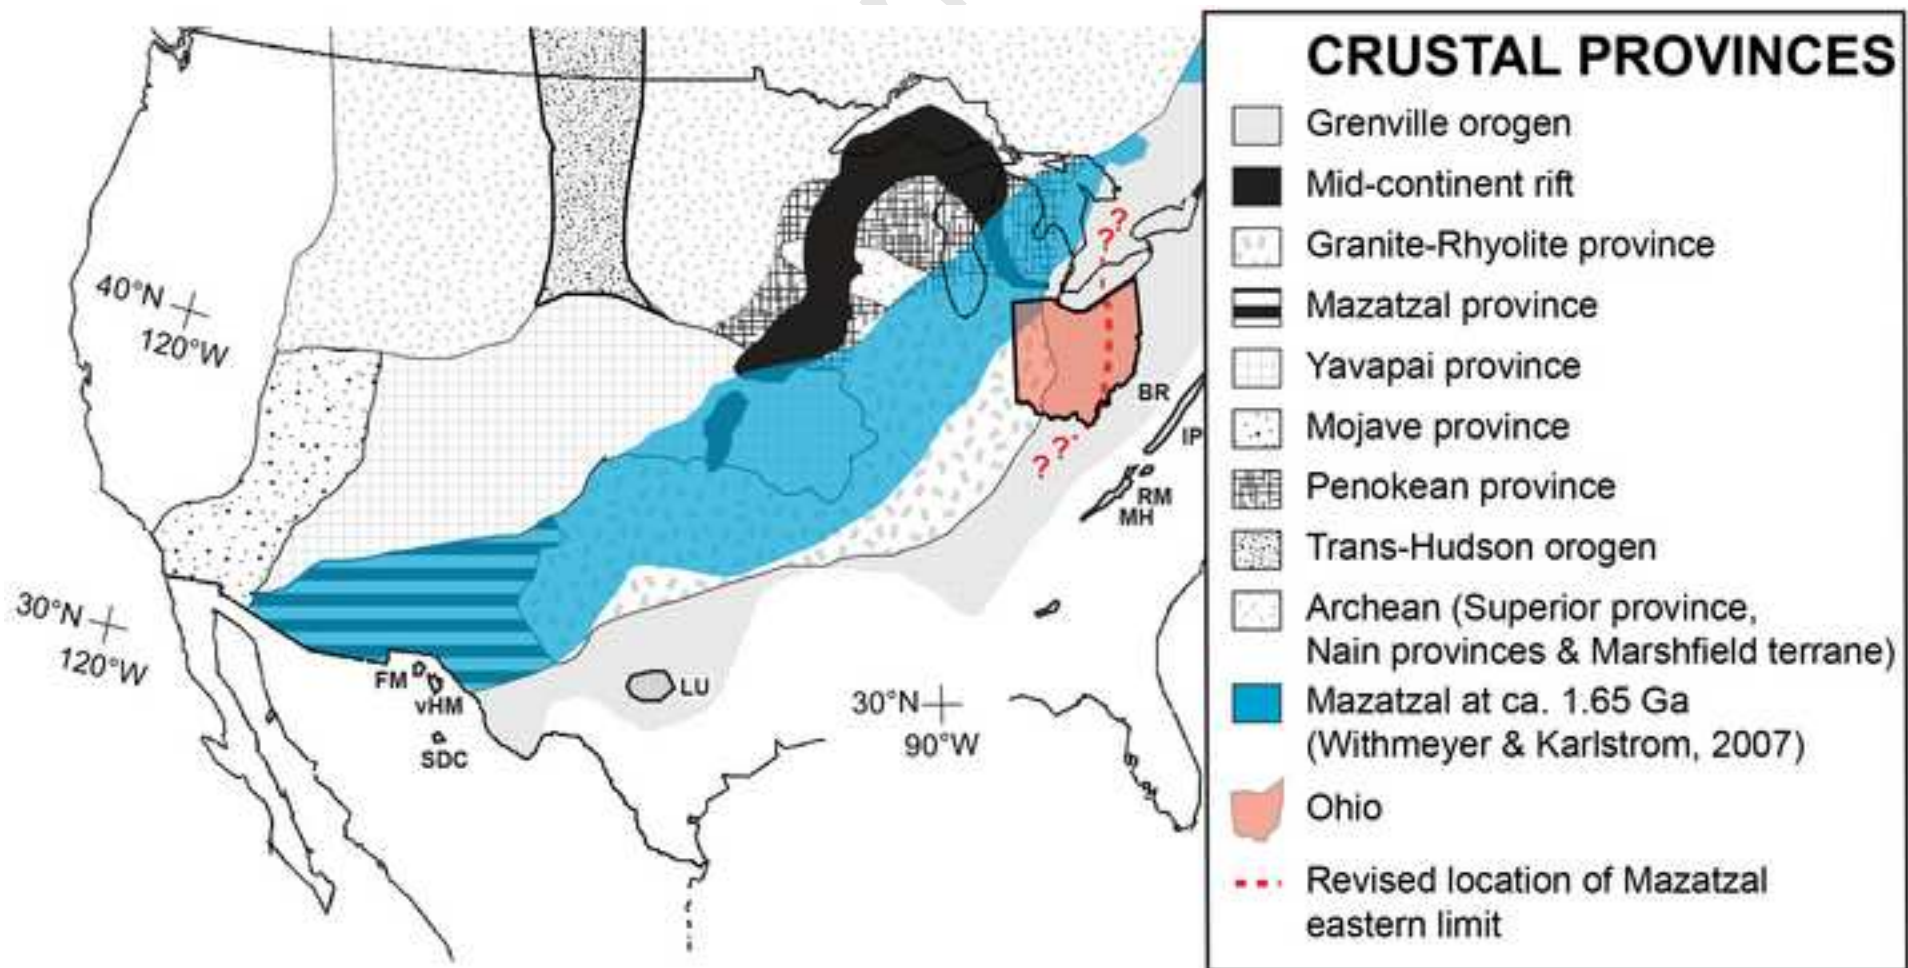 40°N
120°W
30°N
120°W
FM
vHM
SDC
LU
30°N
90°W
BR
IP
RM
MH
?
?
?
?
CRUSTAL PROVINCES
Grenville orogen
Mid-continent rift
Granite-Rhyolite province
Mazatzal province
Yavapai province
Mojave province
Penokean province
Trans-Hudson orogen
Archean (Superior province,
Nain provinces & Marshfield terrane)
Mazatzal at ca. 1.65 Ga
(Withmeyer & Karlstrom, 2007)
Ohio
Revised location of Mazatzal
eastern limit